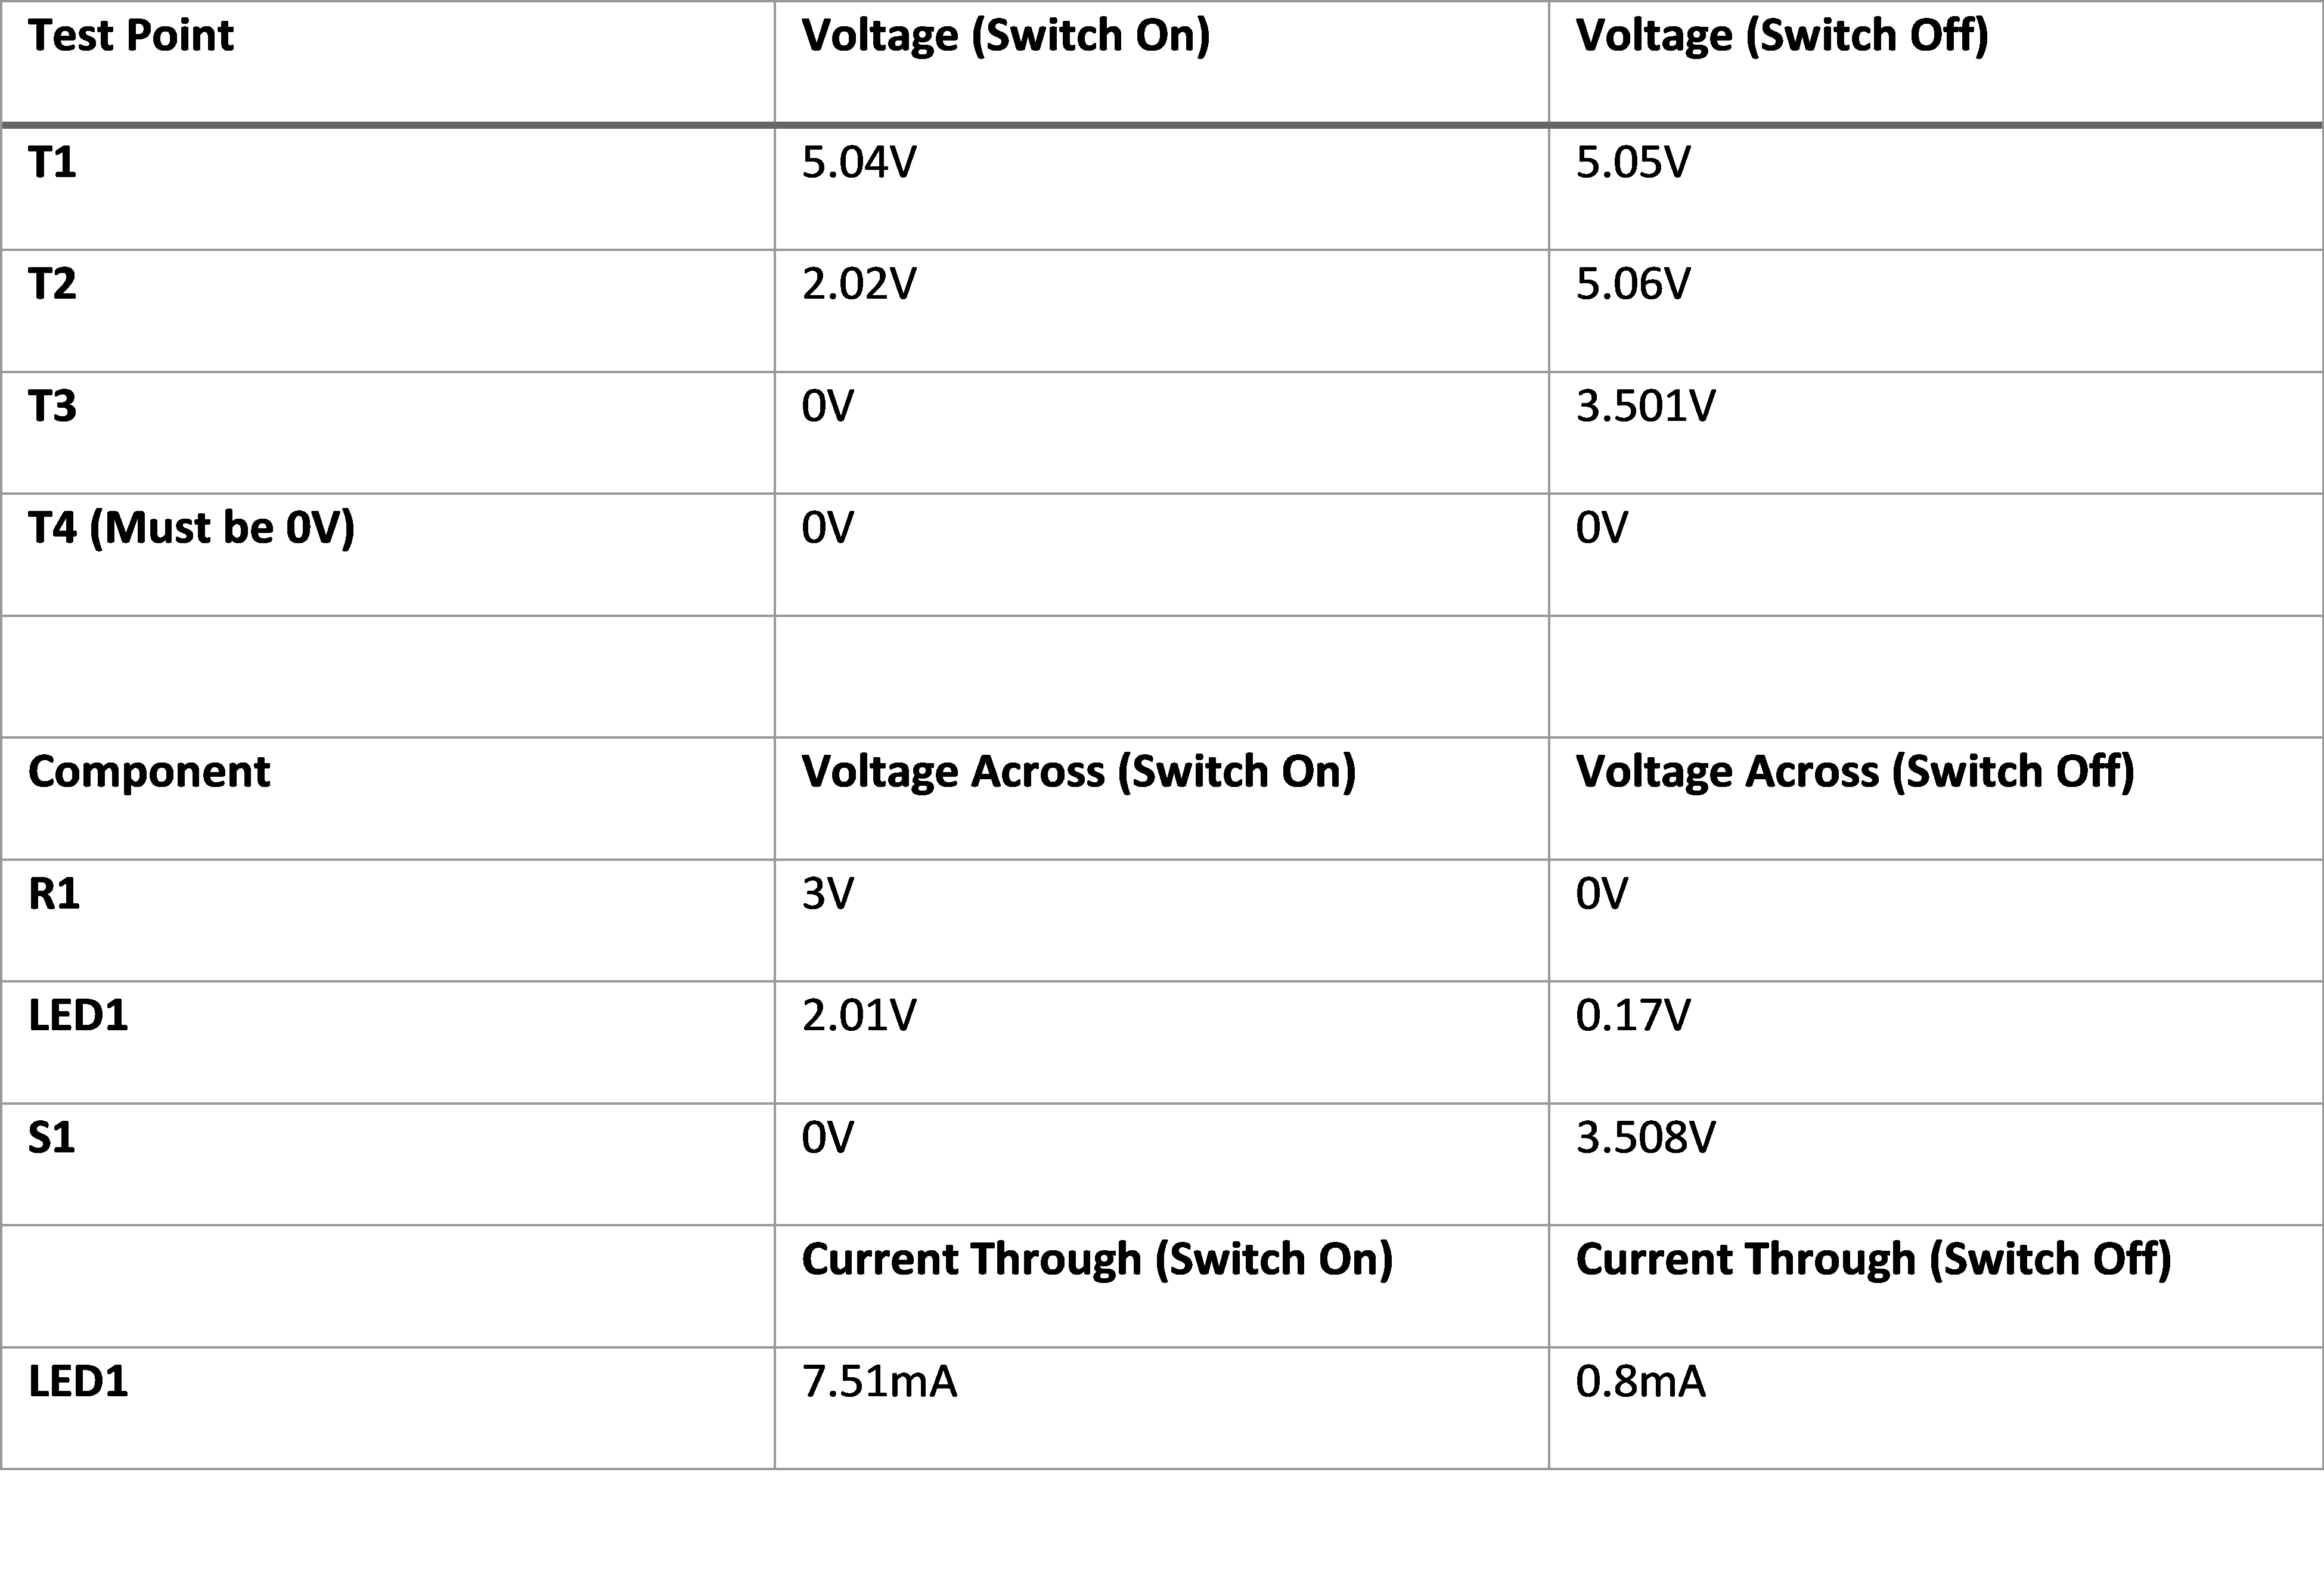 Test Point Voltage (Switch On) Voltage (Switch Off)
T1 5.04V 5.05V
T2 2.02V 5.06V
T3 0V 3.501V
T4 (Must be 0V) 0V 0V
Component Voltage Across (Switch On) Voltage Across (Switch Off)
R1 3V 0V
LED1 2.01V 0.17V
S1 0V 3.508V
Current Through (Switch On) Current Through (Switch Off)
LED1 7.51mA 0.8mA